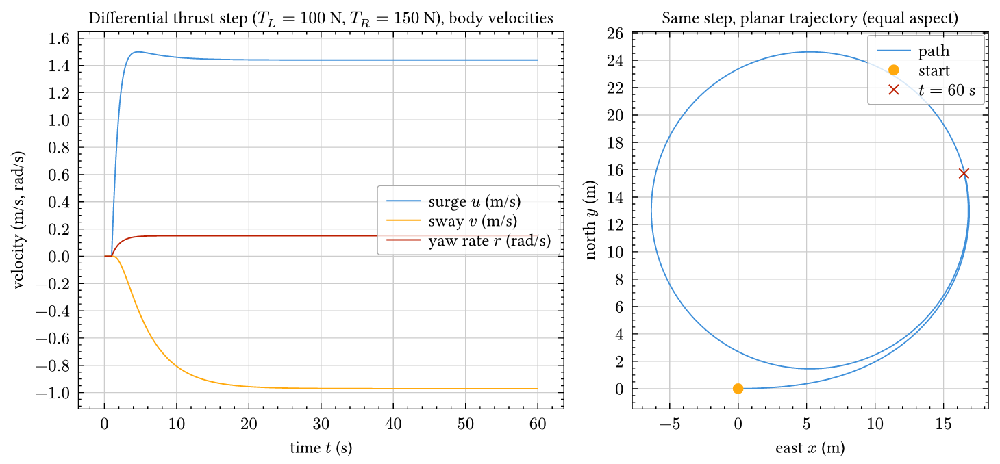 Differential thrust step (T_L = 100 N, T_R = 150 N), body velocities
1.6
1.4
1.2
1.0
0.8
0.6
0.4
0.2
0.0
−0.2
−0.4
−0.6
−0.8
−1.0
velocity (m/s, rad/s)
surge u (m/s)
sway v (m/s)
yaw rate r (rad/s)
0 10 20 30 40 50 60
time t (s)
Same step, planar trajectory (equal aspect)
26
24
22
20
18
16
14
12
10
8
6
4
2
0
north y (m)
path
start
t = 60 s
−5 0 5 10 15
east x (m)